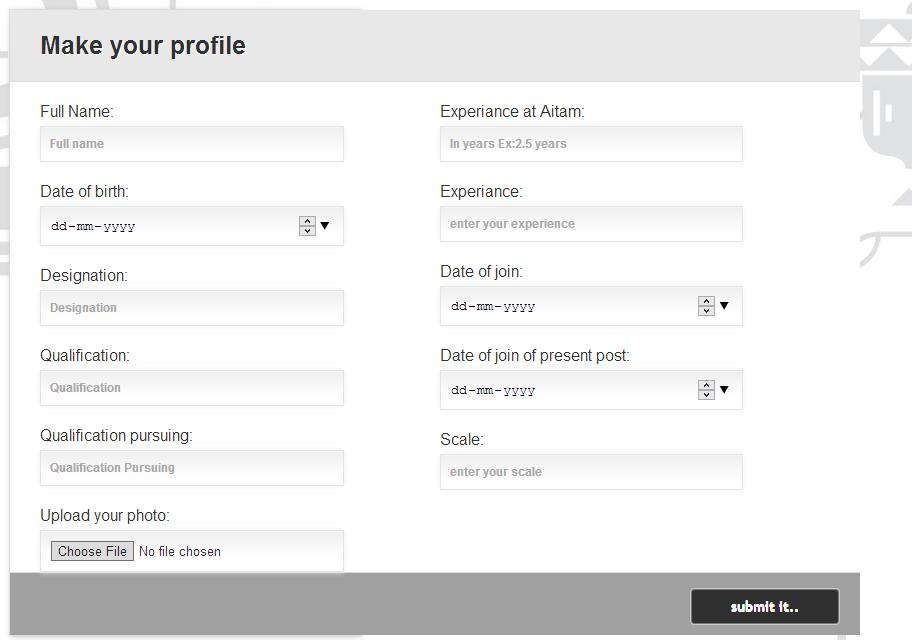 Make your profile
Full Name:
Full name
Date of birth:
dd-mm-yyyy
Designation:
Designation
Qualification:
Qualification
Qualification pursuing:
Qualification Pursuing
Upload your photo:
Choose File No file chosen
Experiance at Aitam:
In years Ex:2.5 years
Experiance:
enter your experience
Date of join:
dd-mm-yyyy
Date of join of present post:
dd-mm-yyyy
Scale:
enter your scale
submit it..